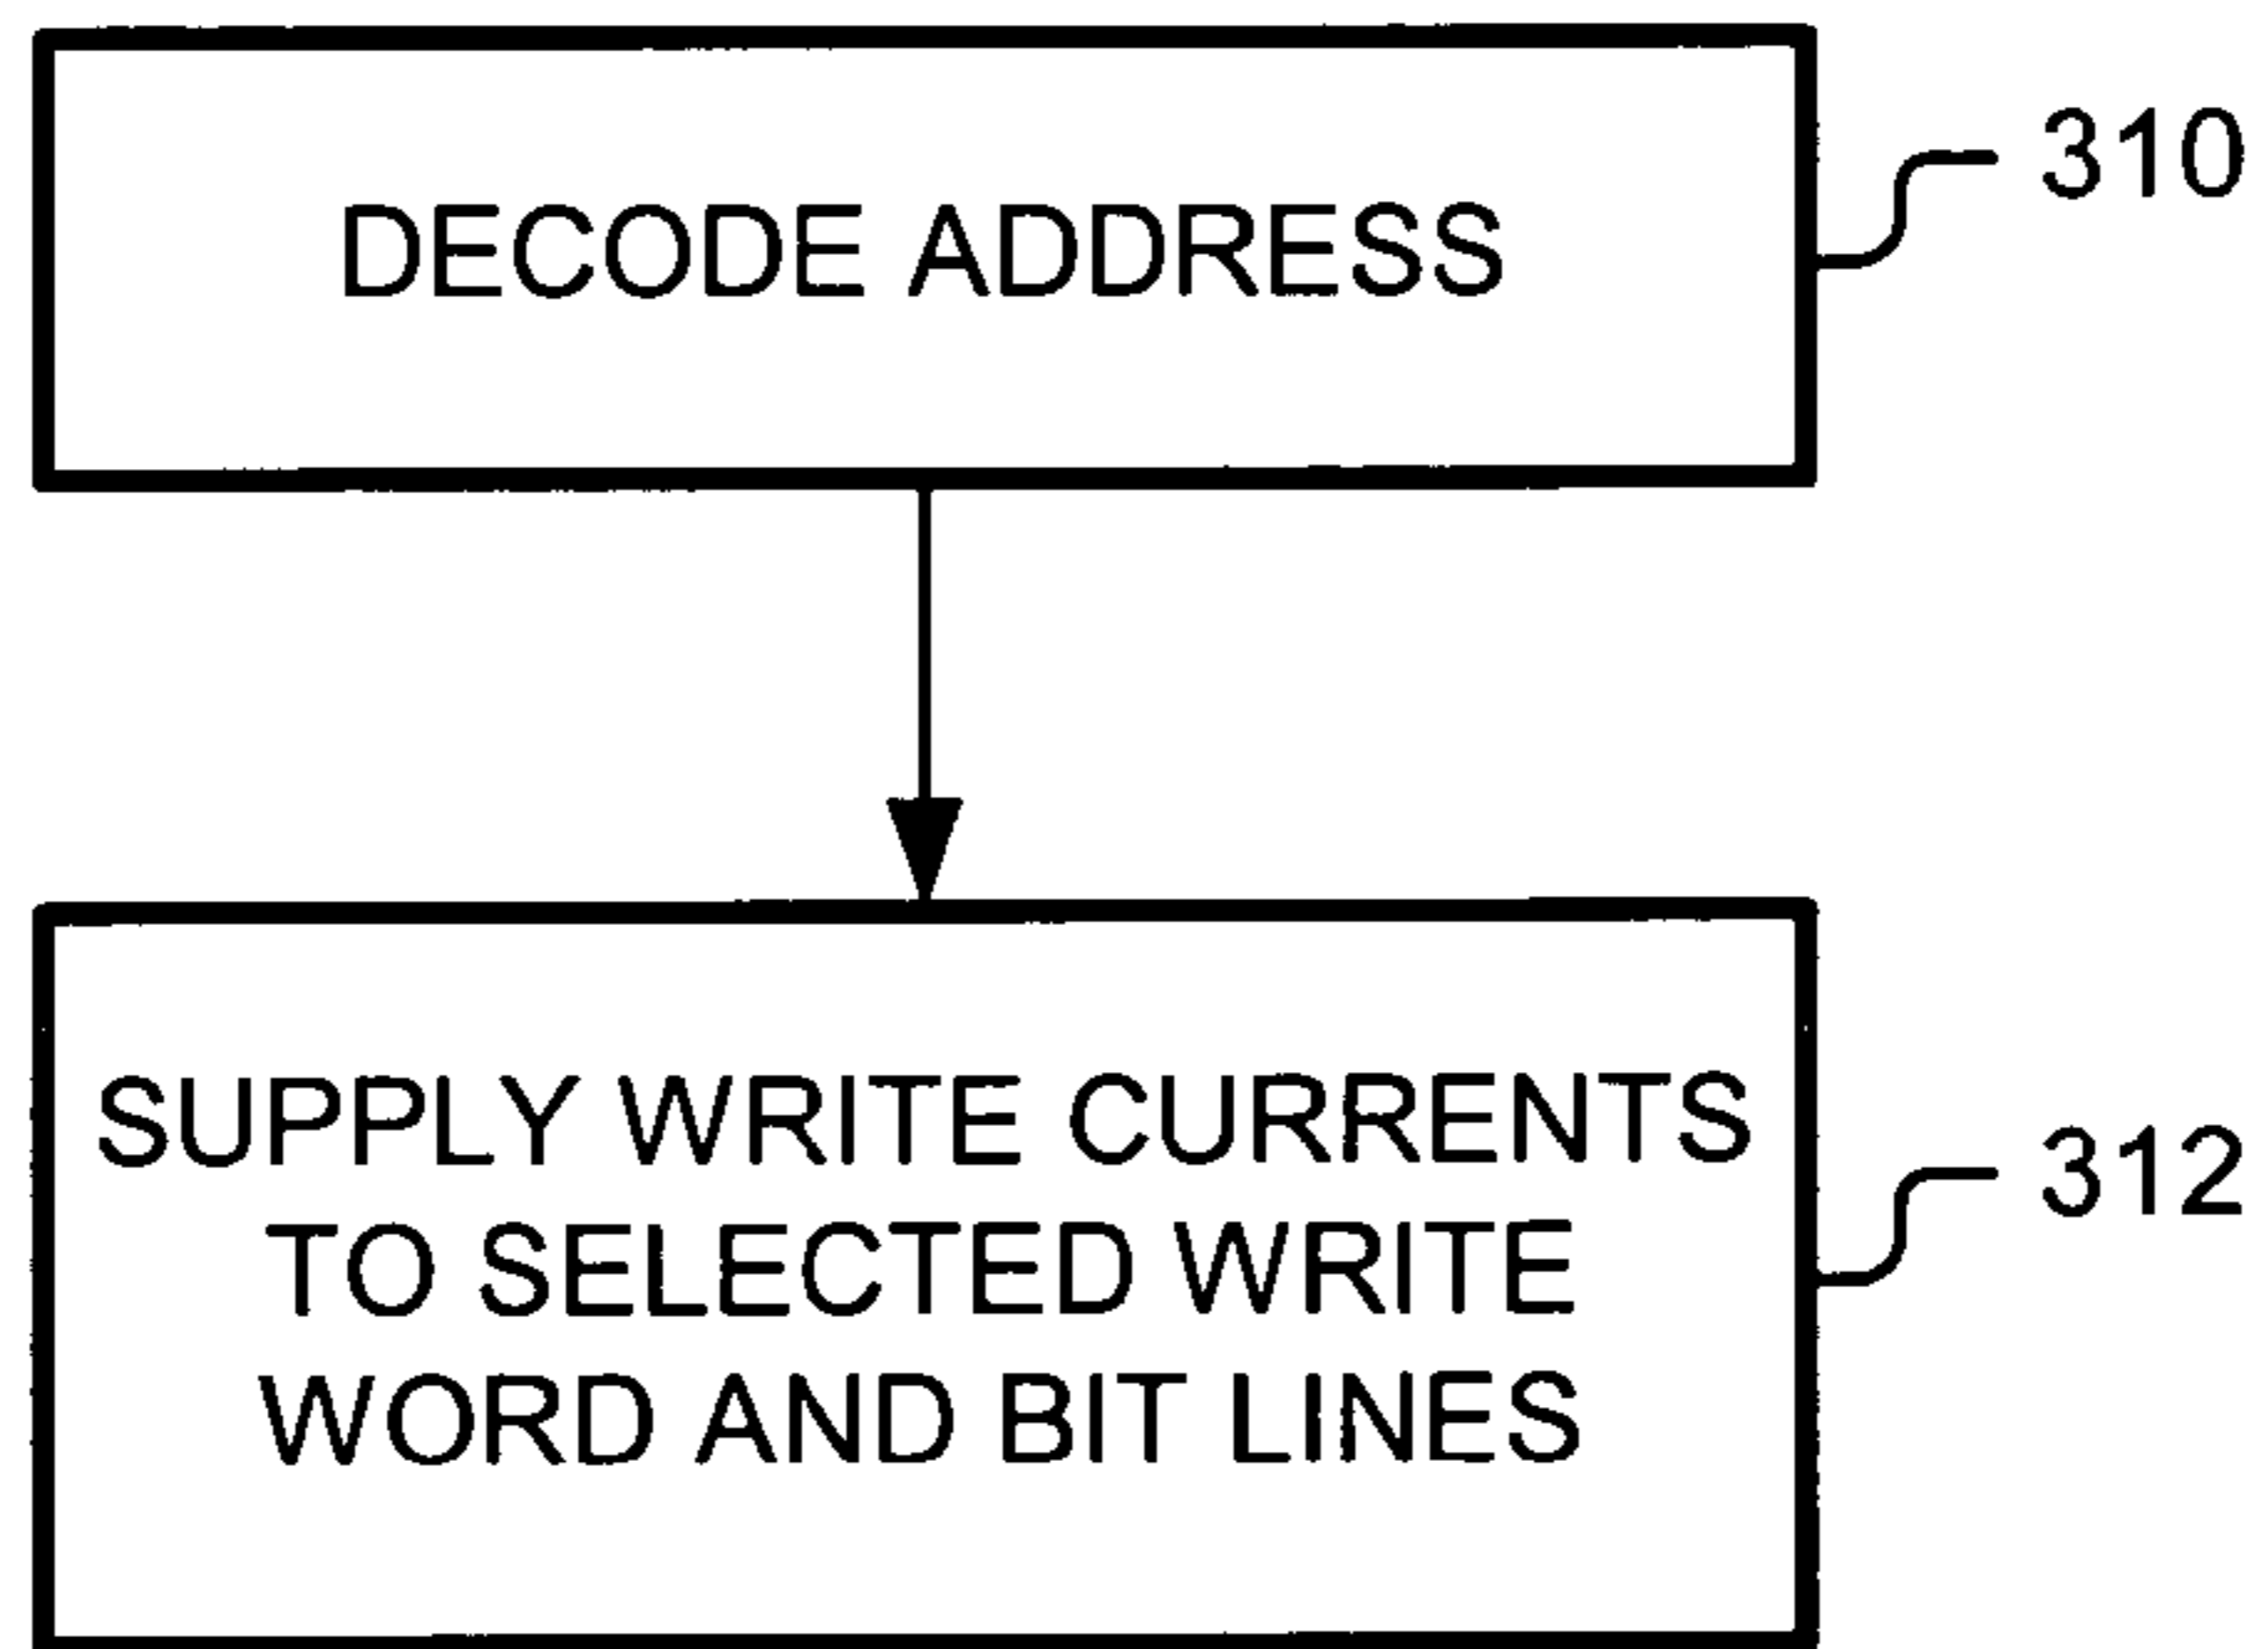 DECODE ADDRESS
310
SUPPLY WRITE CURRENTS
TO SELECTED WRITE
WORD AND BIT LINES
312